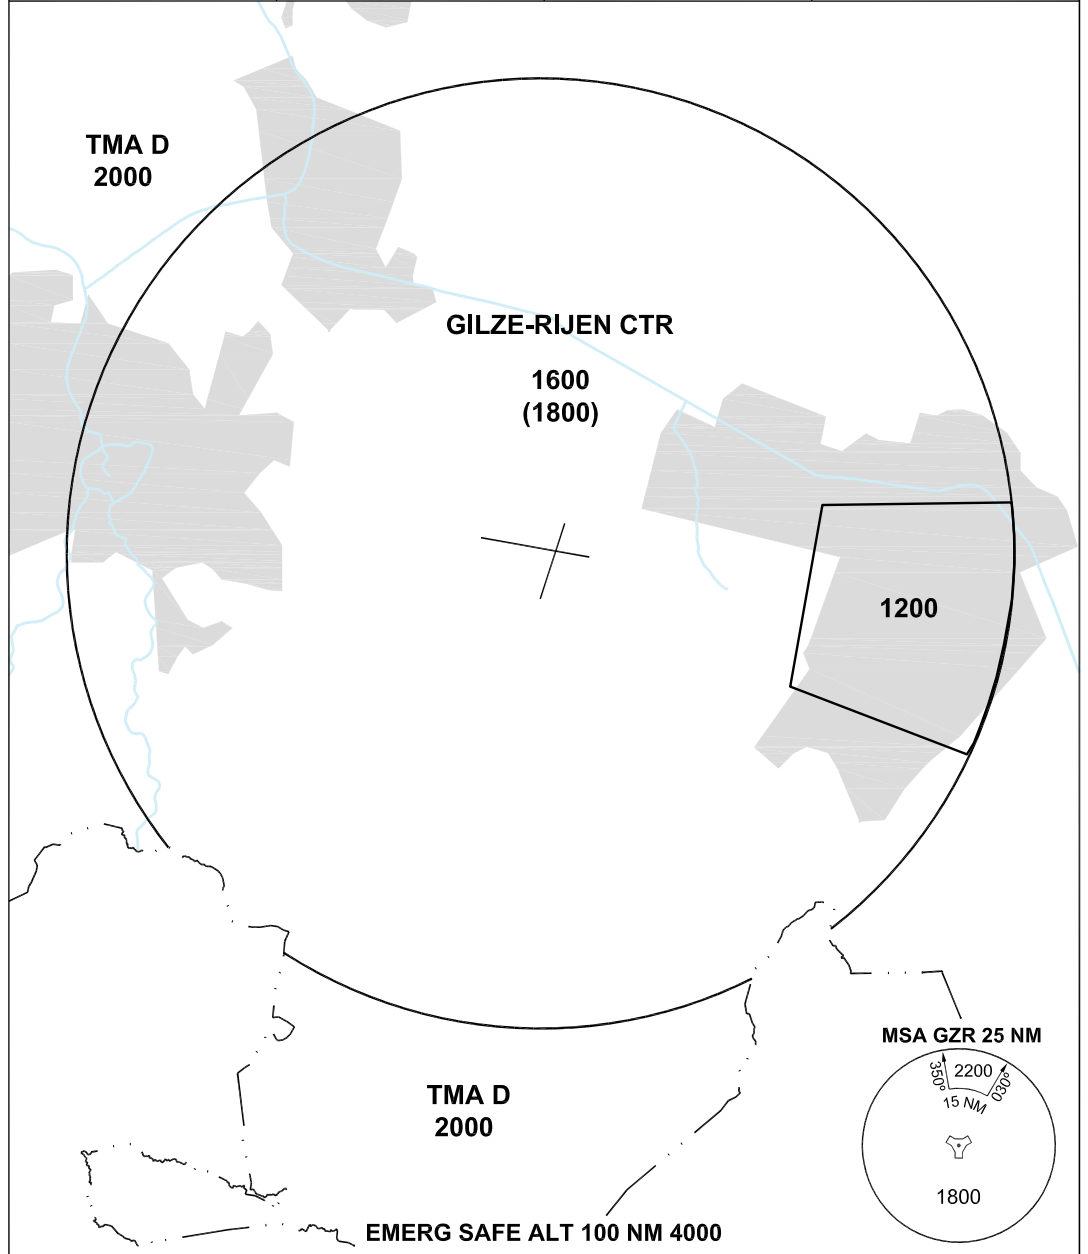 TMA D
2000
GILZE-RIJEN CTR
1600
(1800)
1200
MSA GZR 25 NM
350°
2200
030°
15 NM
1800
TMA D
2000
EMERG SAFE ALT 100 NM 4000